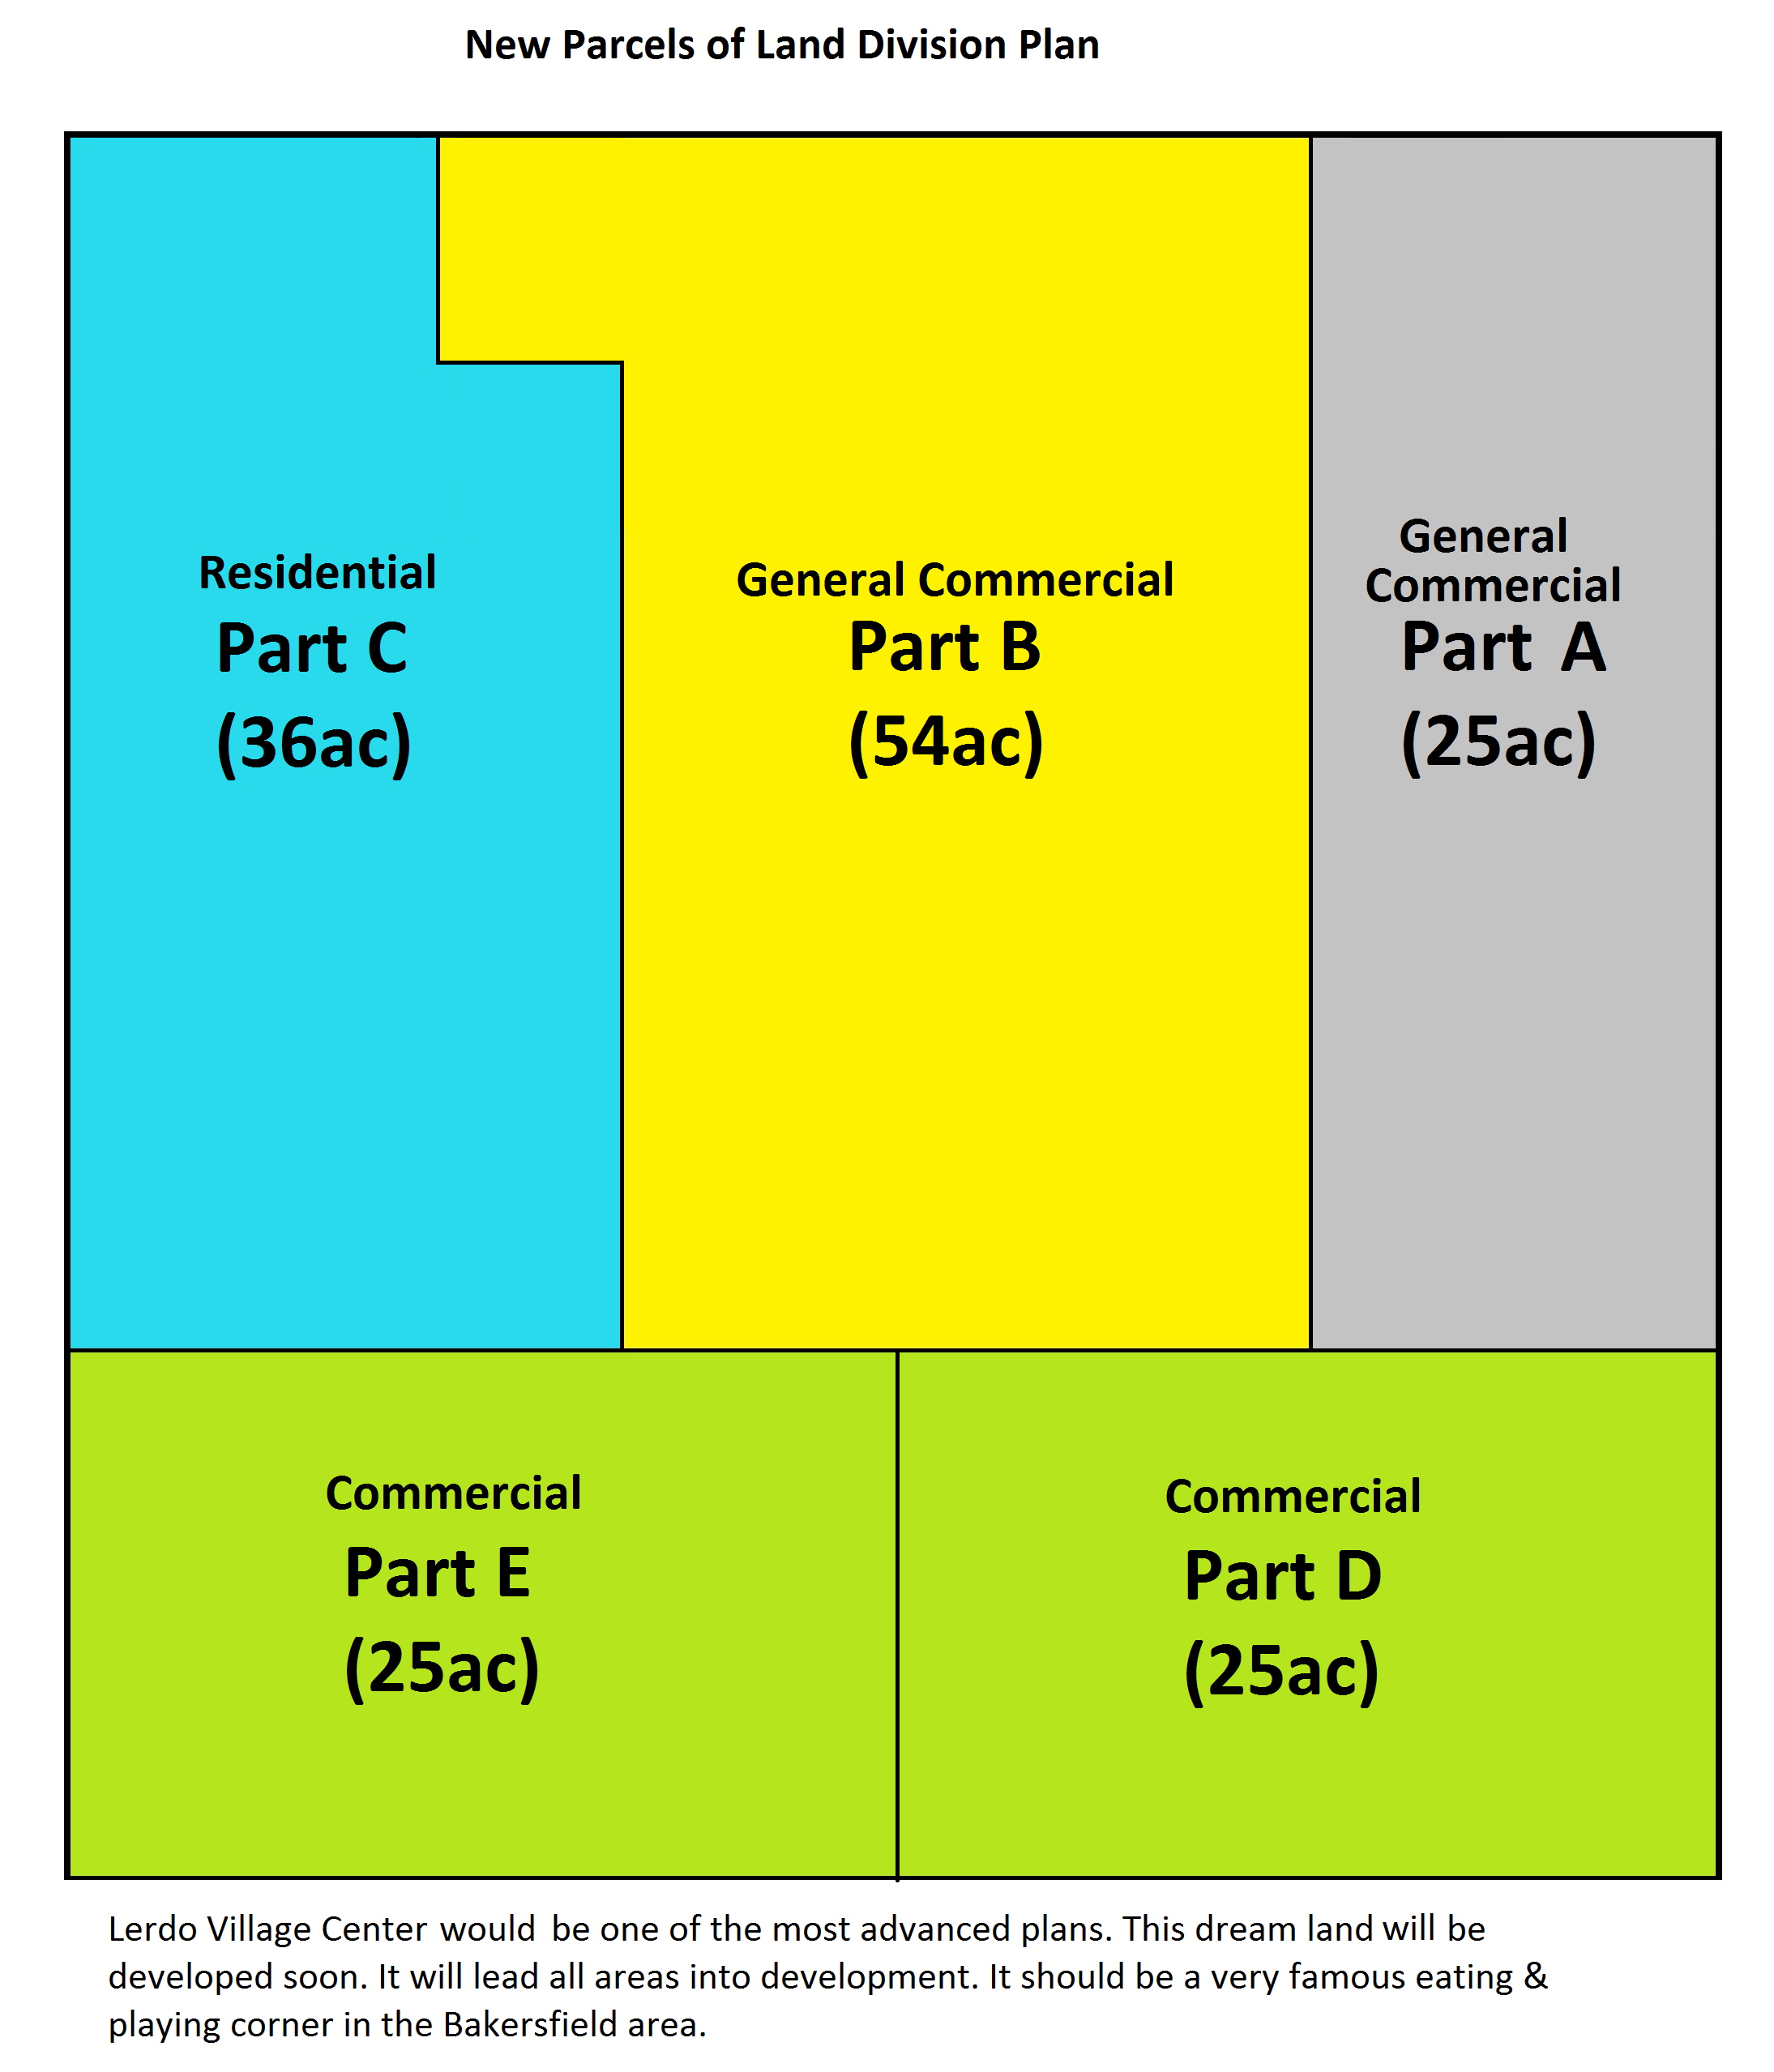 New Parcels of Land Division Plan
Residential
Part C
(36ac)
General Commercial
Part B
(54ac)
General
Commercial
Part A
(25ac)
Commercial
Part E
(25ac)
Commercial
Part D
(25ac)
Lerdo Village Center would be one of the most advanced plans. This dream land will be
developed soon. It will lead all areas into development. It should be a very famous eating &
playing corner in the Bakersfield area.